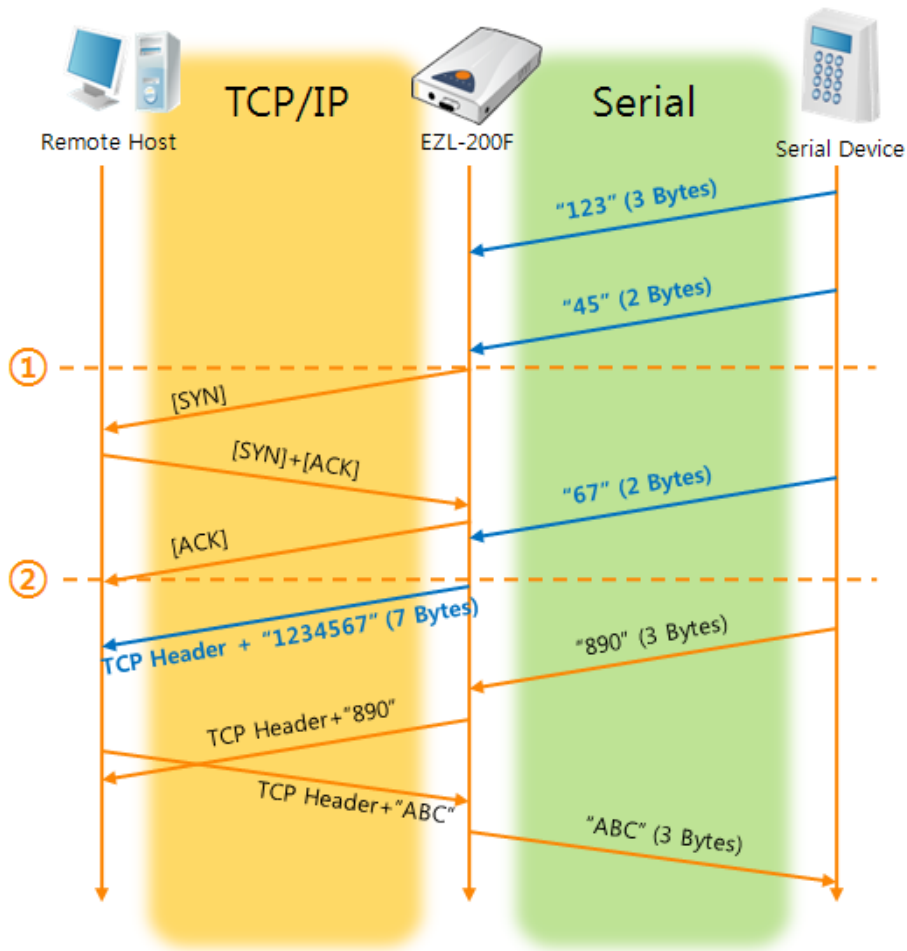 TCP/IP
Serial
Remote Host
EZL-200F
Serial Device
“123” (3 Bytes)
“45” (2 Bytes)
①
[SYN]
[SYN]+[ACK]
“67” (2 Bytes)
[ACK]
②
TCP Header + “1234567” (7 Bytes)
“890” (3 Bytes)
TCP Header+“890”
TCP Header+“ABC”
“ABC” (3 Bytes)